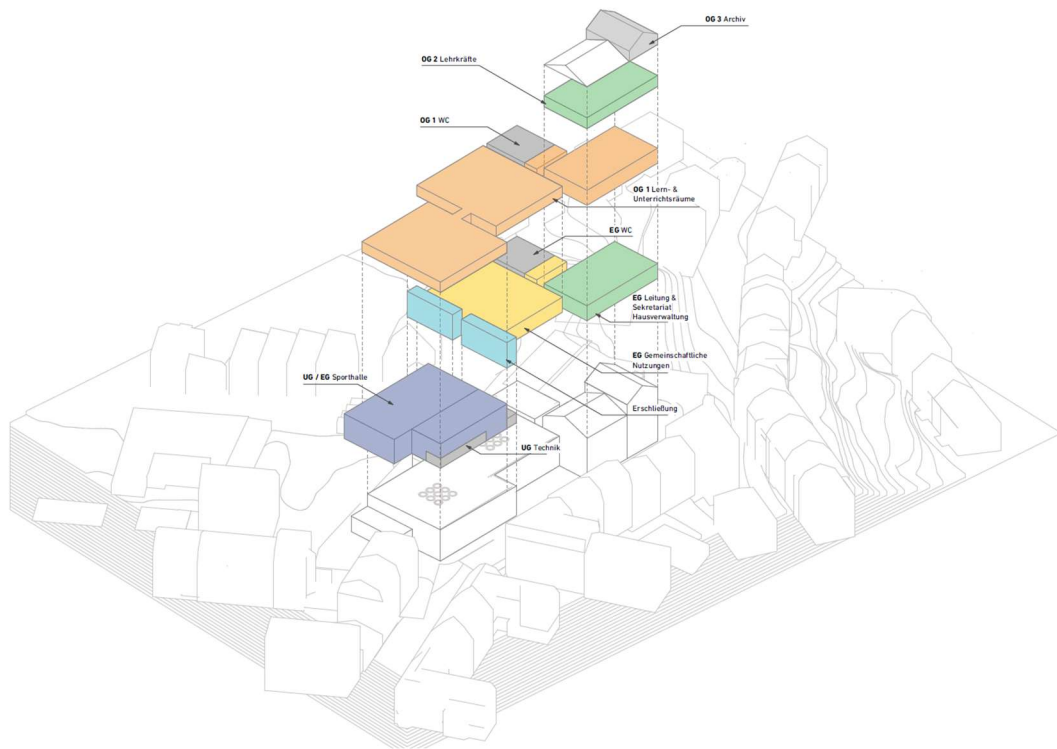 OG 3 Archiv
OG 2 Lehrkräfte
OG 1 WC
OG 1 Lern- &
Unterrichtsräume
EG WC
EG Leitung &
Sekretariat
Hausverwaltung
EG Gemeinschaftliche
Nutzungen
UG / EG Sporthalle
Erschließung
UG Technik